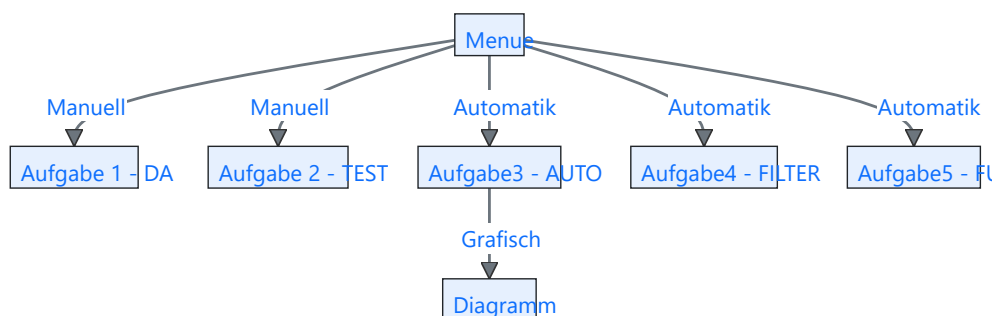 Menue
Manuell
Manuell
Automatik
Automatik
Automatik
Aufgabe 1 - DA
Aufgabe 2 - TEST
Aufgabe3 - AUTO
Aufgabe4 - FILTER
Aufgabe5 - FU
Grafisch
Diagramm